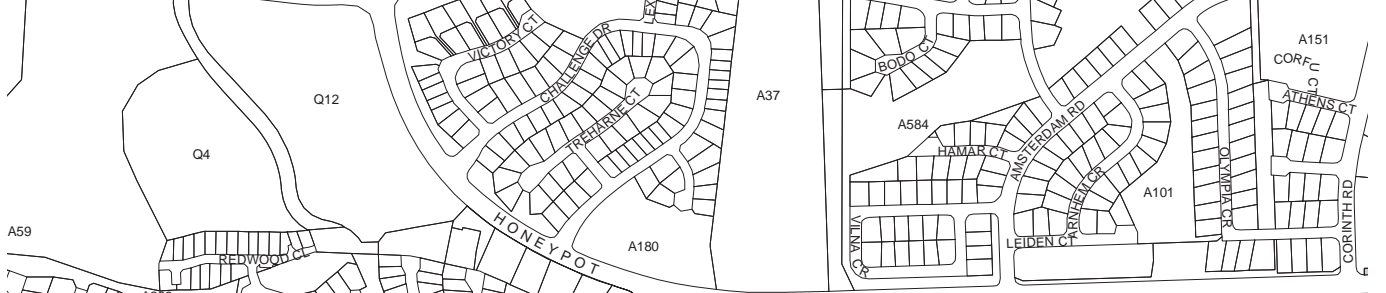 LEX
VICTORY CT
CHALLENGE DR
TREHARNE CT
BODO CT
A151
CORFU CT
ATHENS CT
Q12
A37
A584
Q4
HAMAR CT
AMSTERDAM RD
OLYMPIA CR
ARNHEM CR
A101
CORINTH RD
A59
HONEYPOT
A180
VILNA CR
LEIDEN CT
REDWOOD CL